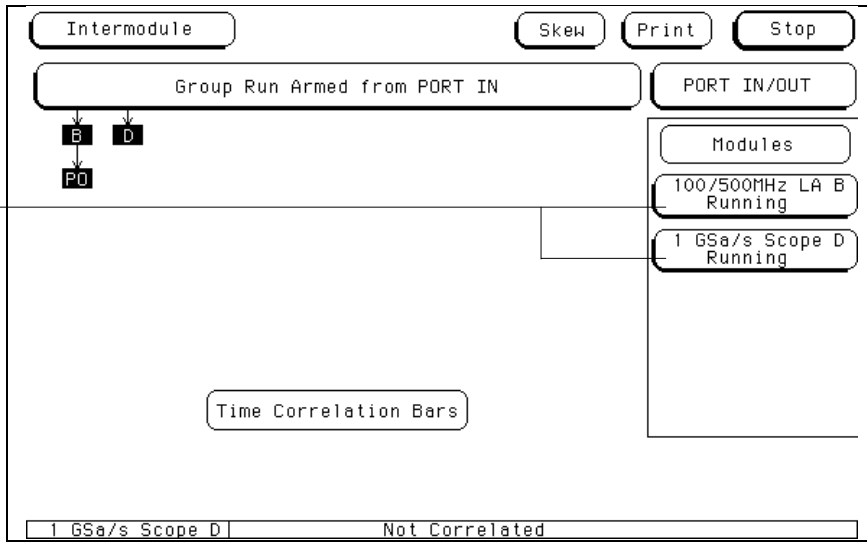 Intermodule
Skew
Print
Stop
Group Run Armed from PORT IN
PORT IN/OUT
B
D
PO
Modules
100/500MHz LA B
Running
1 GSa/s Scope D
Running
Time Correlation Bars
1 GSa/s Scope D
Not Correlated